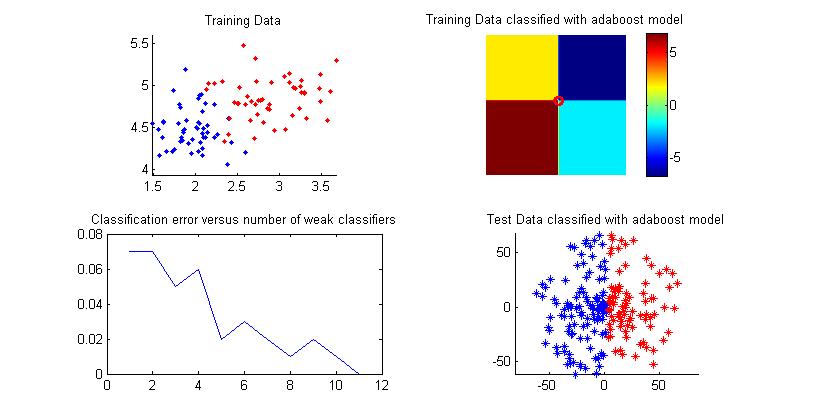 Training Data
5.5
5
4.5
4
1.5 2 2.5 3 3.5
Training Data classified with adaboost model
5
0
-5
Classification error versus number of weak classifiers
0.08
0.06
0.04
0.02
0
0 2 4 6 8 10 12
Test Data classified with adaboost model
50
0
-50
-50 0 50